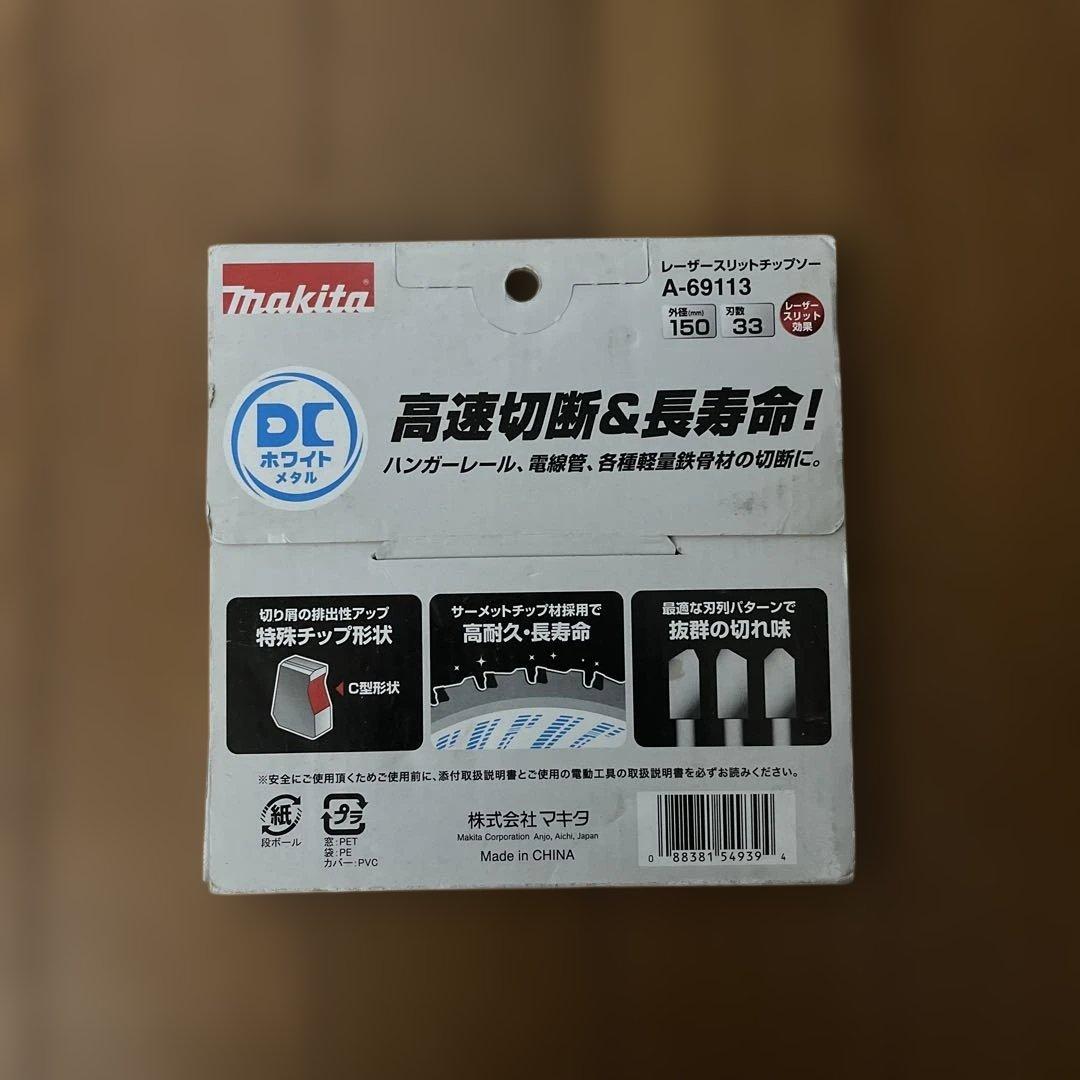 makita®
レーザースリットチップソー
A-69113
外径(mm)
150
刃数
33
レーザー
スリット
効果
DC
ホワイト
メタル
高速切断&長寿命!
ハンガーレール、電線管、各種軽量鉄骨材の切断に。
切り屑の排出性アップ
特殊チップ形状
C型形状
サーメットチップ材採用で
高耐久・長寿命
最適な刃列パターンで
抜群の切れ味
※安全にご使用頂くためご使用前に、添付取扱説明書とご使用の電動工具の取扱説明書を必ずお読みください。
紙
段ボール
プラ
窓:PET
袋:PE
カバー:PVC
株式会社マキタ
Makita Corporation Anjo, Aichi, Japan
Made in CHINA
0 88381 54939 4